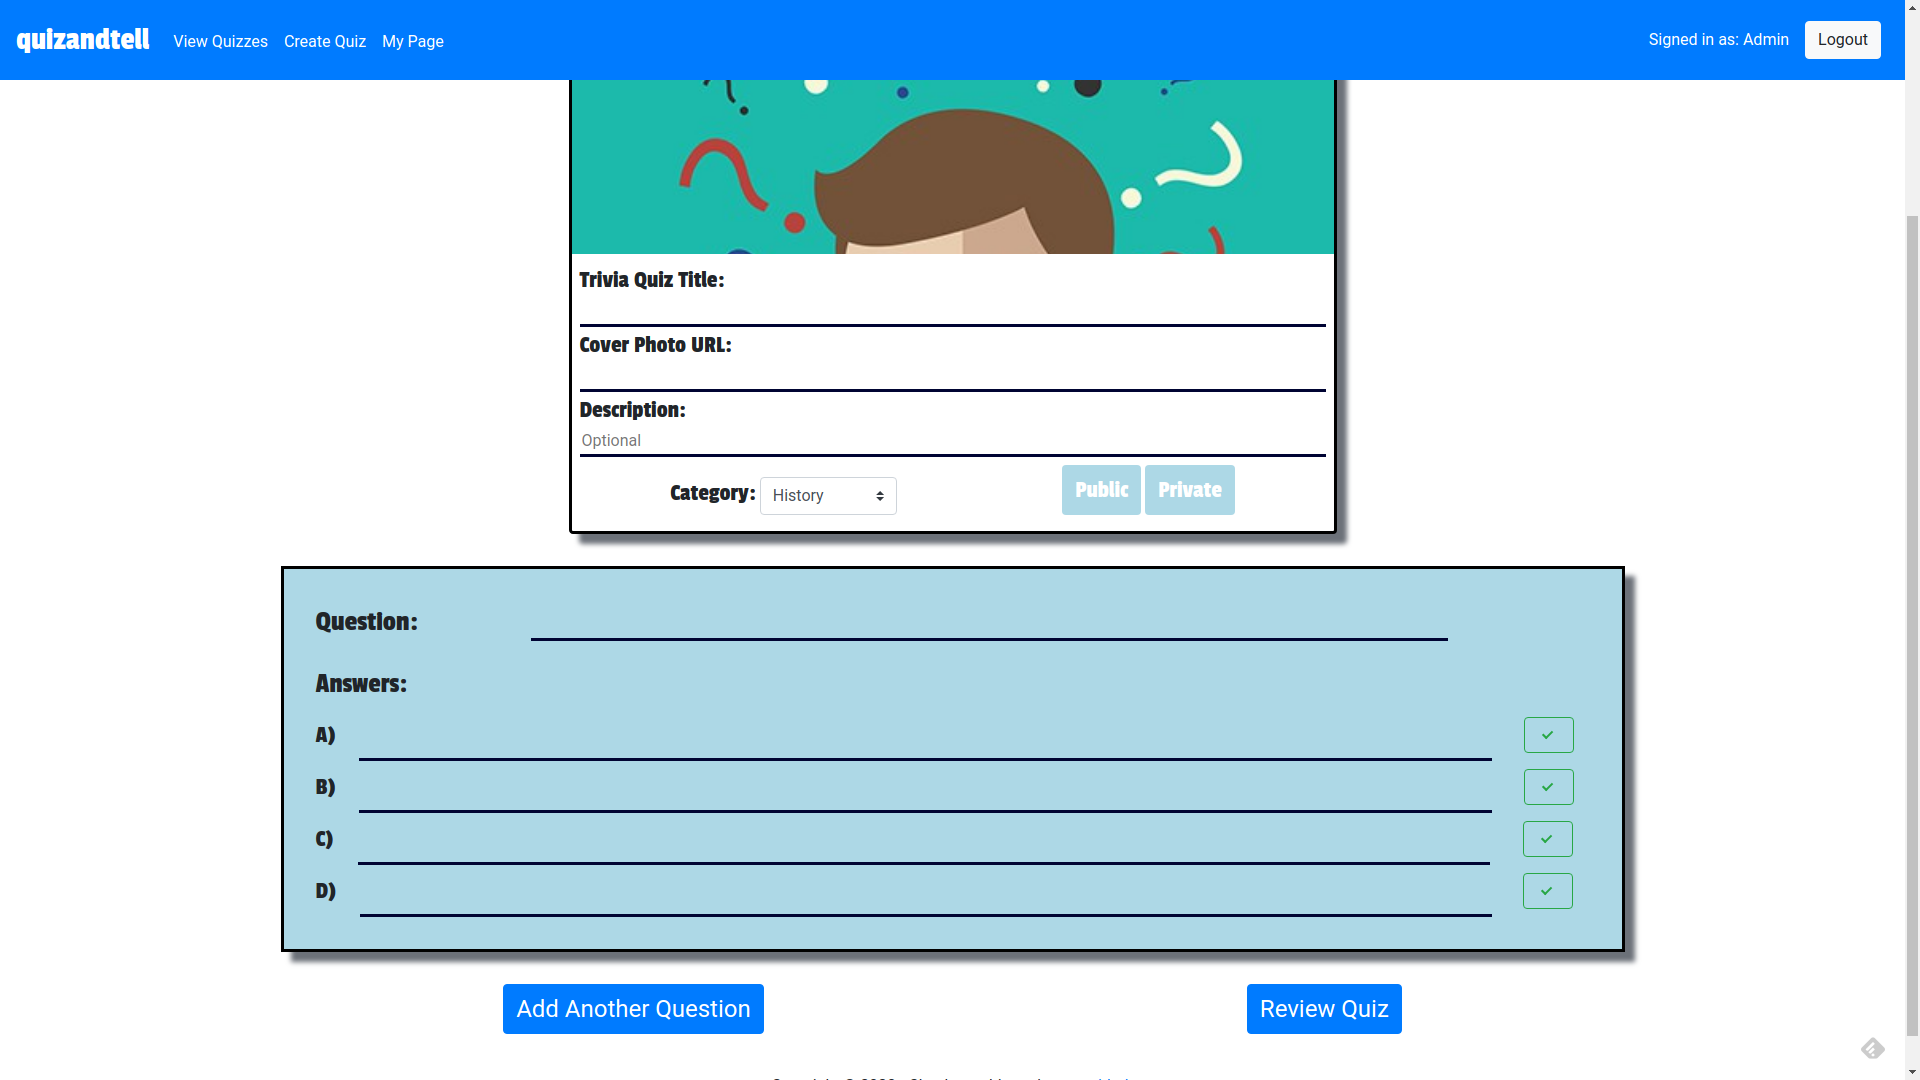 quizandtell View Quizzes Create Quiz My Page Signed in as: Admin Logout
Trivia Quiz Title:
Cover Photo URL:
Description:
Optional
Category: History Public Private
Question:
Answers:
A)
B)
C)
D)
Add Another Question Review Quiz